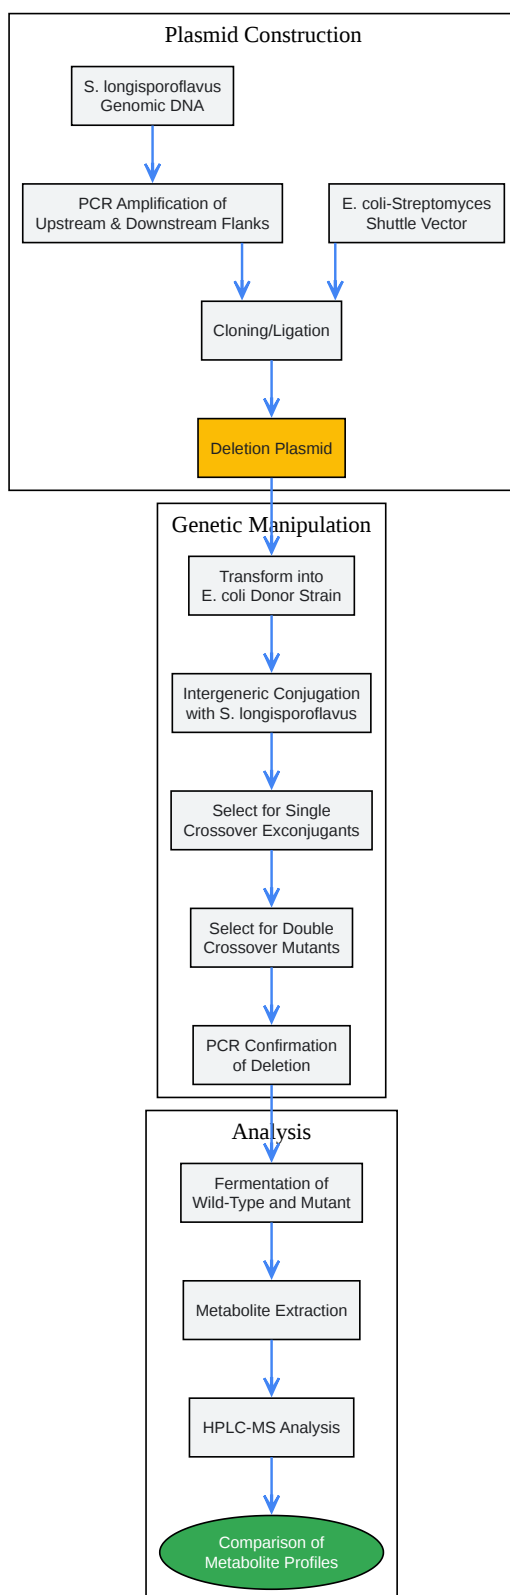 Plasmid Construction
S. longisporoflavus
Genomic DNA
PCR Amplification of
Upstream & Downstream Flanks
E. coli-Streptomyces
Shuttle Vector
Cloning/Ligation
Deletion Plasmid
Genetic Manipulation
Transform into
E. coli Donor Strain
Intergeneric Conjugation
with S. longisporoflavus
Select for Single
Crossover Exconjugants
Select for Double
Crossover Mutants
PCR Confirmation
of Deletion
Analysis
Fermentation of
Wild-Type and Mutant
Metabolite Extraction
HPLC-MS Analysis
Comparison of
Metabolite Profiles